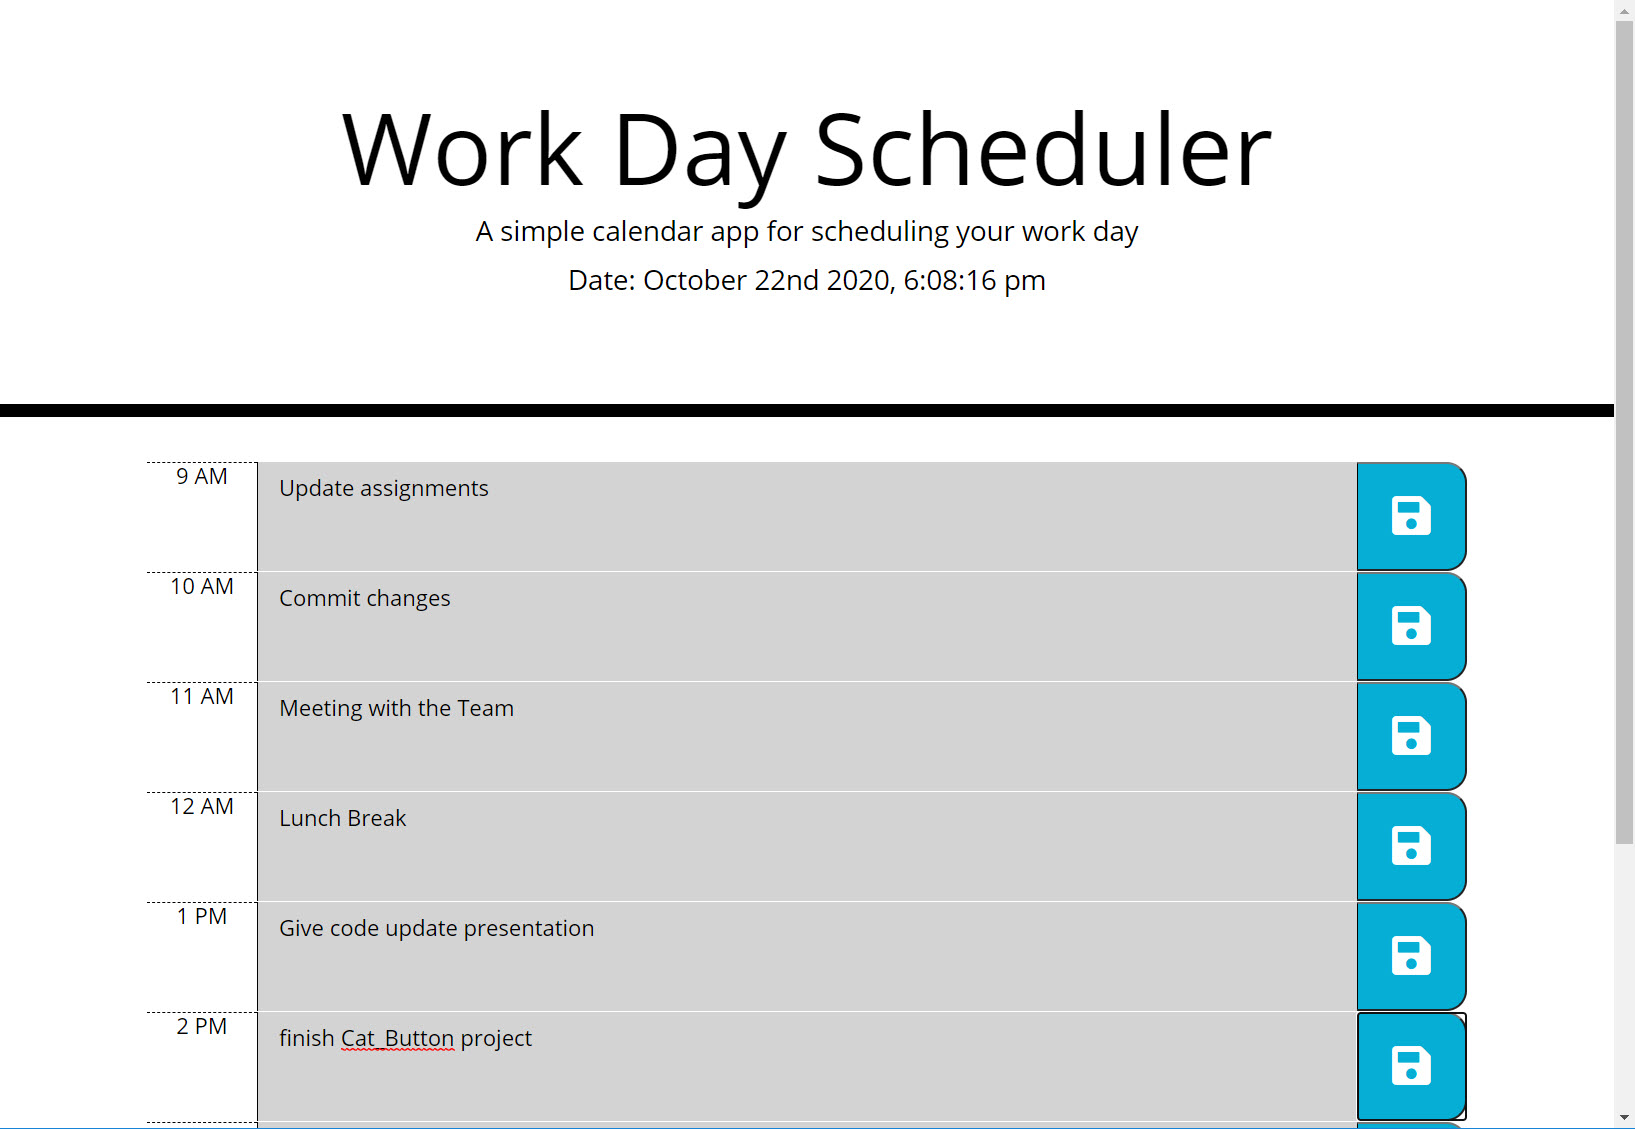 Work Day Scheduler
A simple calendar app for scheduling your work day
Date: October 22nd 2020, 6:08:16 pm
9 AM
Update assignments
10 AM
Commit changes
11 AM
Meeting with the Team
12 AM
Lunch Break
1 PM
Give code update presentation
2 PM
finish Cat_Button project